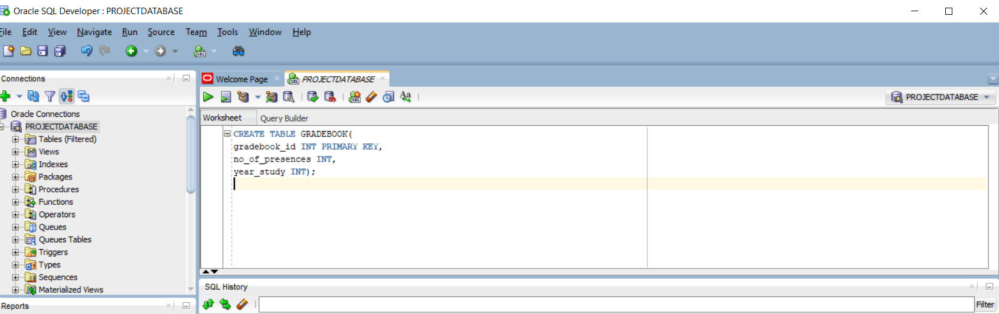 Oracle SQL Developer : PROJECTDATABASE
File Edit View Navigate Run Source Team Tools Window Help
Connections
Welcome Page
PROJECTDATABASE
PROJECTDATABASE
Oracle Connections
PROJECTDATABASE
Tables (Filtered)
Views
Indexes
Packages
Procedures
Functions
Operators
Queues
Queues Tables
Triggers
Types
Sequences
Materialized Views
Reports
Worksheet Query Builder
CREATE TABLE GRADEBOOK(
gradebook_id INT PRIMARY KEY,
no_of_presences INT,
year_study INT);
SQL History
Filter